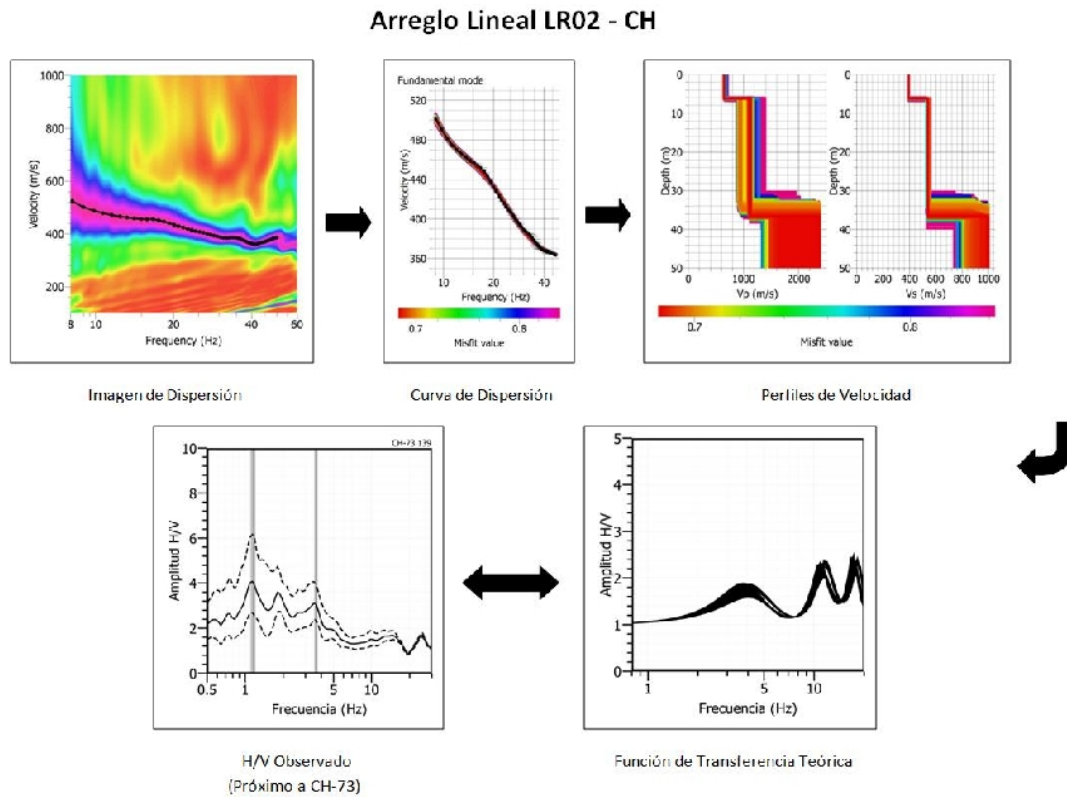 Arreglo Lineal LR02 - CH
1000
800
600
400
200
Velocity (m/s)
8 10 20 40 60
Frequency (Hz)
Imagen de Dispersión
Fundamental mode
520
480
440
400
360
Velocity (m/s)
10 20 40
Frequency (Hz)
0.7 0.8
Misfit value
Curva de Dispersión
0
10
20
30
40
50
Depth (m)
1000 2000
Vp (m/s)
0
10
20
30
40
50
Depth (m)
400 600 800 1000
Vs (m/s)
0.7 0.8
Misfit value
Perfiles de Velocidad
CH-73 139
10
8
6
4
2
0
Amplitud H/V
0.5 1 5 10
Frecuencia (Hz)
H/V Observado
(Próximo a CH-73)
5
4
3
2
1
0
Amplitud H/V
1 5 10
Frecuencia (Hz)
Función de Transferencia Teórica